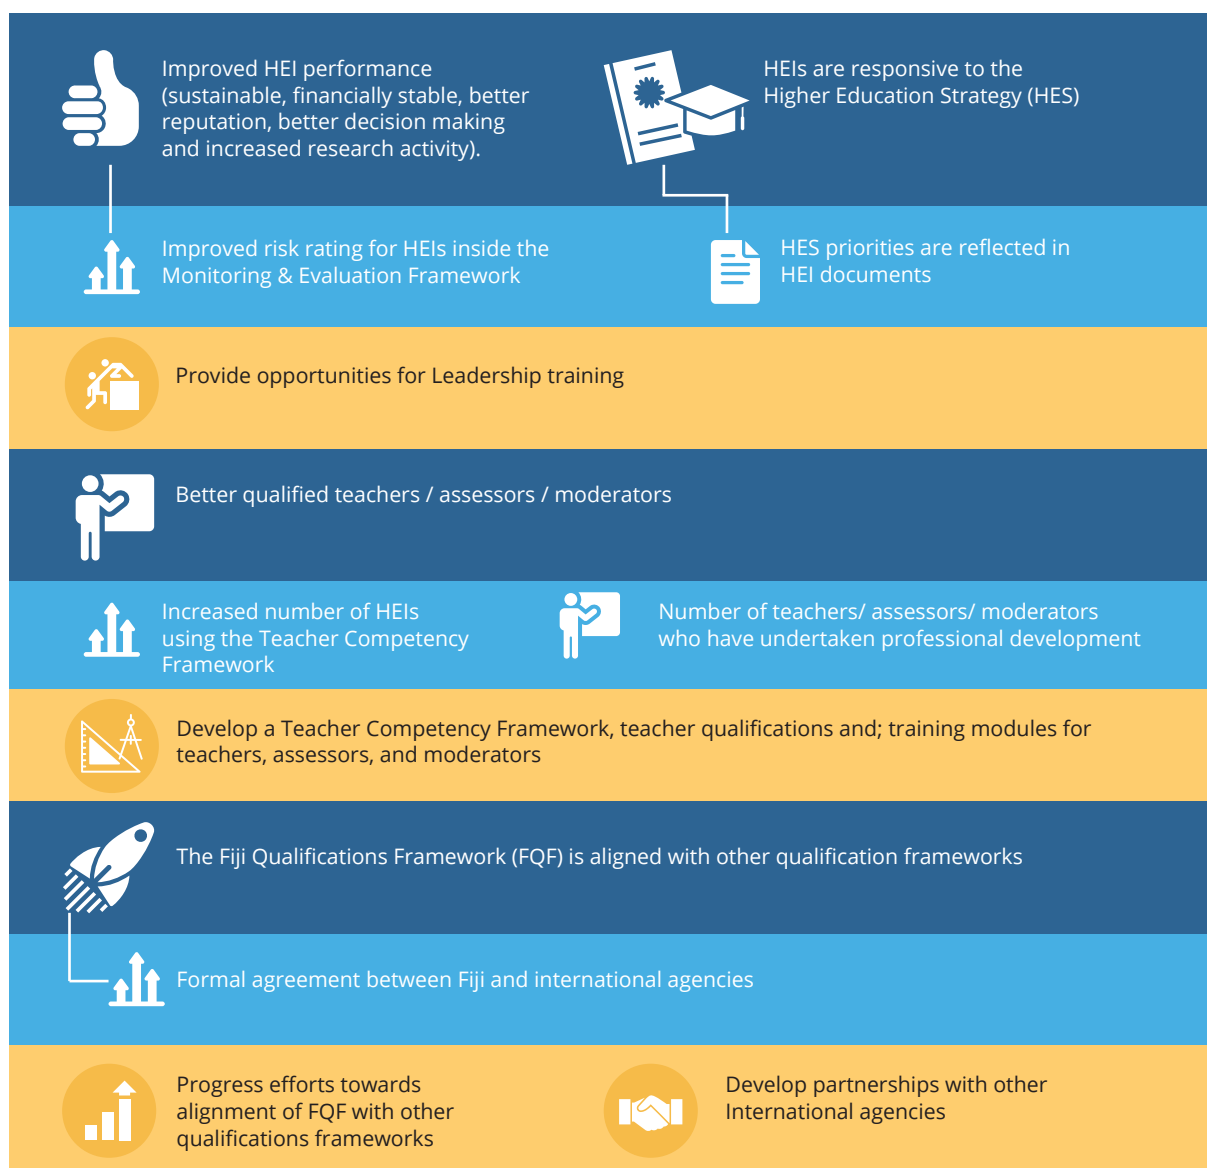 Improved HEI performance
(sustainable, financially stable, better
reputation, better decision making
and increased research activity).
HEIs are responsive to the
Higher Education Strategy (HES)
Improved risk rating for HEIs inside the
Monitoring & Evaluation Framework
HES priorities are reflected in
HEI documents
Provide opportunities for Leadership training
Better qualified teachers / assessors / moderators
Increased number of HEIs
using the Teacher Competency
Framework
Number of teachers/ assessors/ moderators
who have undertaken professional development
Develop a Teacher Competency Framework, teacher qualifications and; training modules for
teachers, assessors, and moderators
The Fiji Qualifications Framework (FQF) is aligned with other qualification frameworks
Formal agreement between Fiji and international agencies
Progress efforts towards
alignment of FQF with other
qualifications frameworks
Develop partnerships with other
International agencies